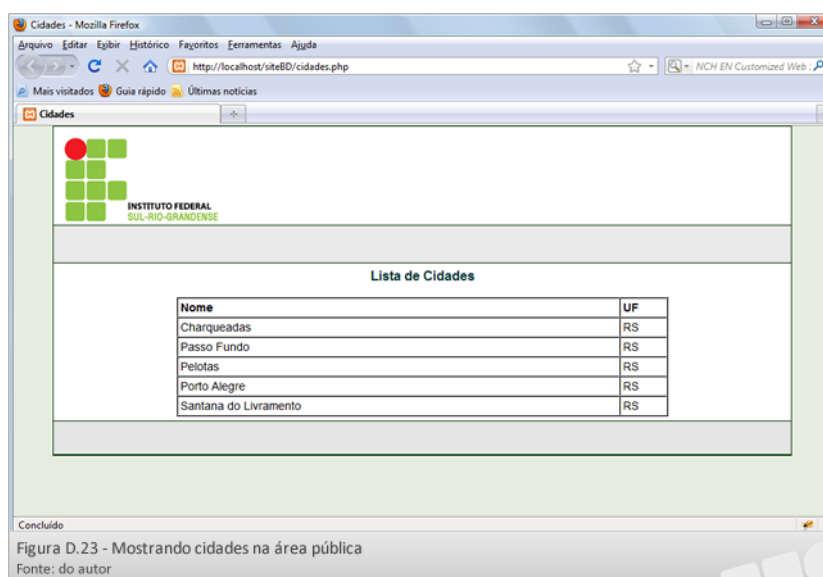 Cidades - Mozilla Firefox
Arquivo Editar Exibir Histórico Favoritos Ferramentas Ajuda
http://localhost/siteBD/cidades.php
NCH EN Customized Web :
Mais visitados Guia rápido Últimas notícias
Cidades
INSTITUTO FEDERAL
SUL-RIO-GRANDENSE
Lista de Cidades
Nome UF
Charqueadas RS
Passo Fundo RS
Pelotas RS
Porto Alegre RS
Santana do Livramento RS
Concluído
Figura D.23 - Mostrando cidades na área pública
Fonte: do autor